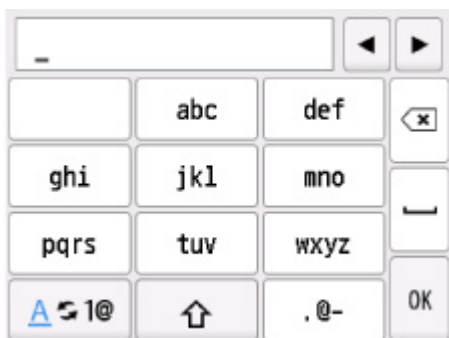 _
abc def
ghi jkl mno
pqrs tuv wxyz
A 1@ .@- OK